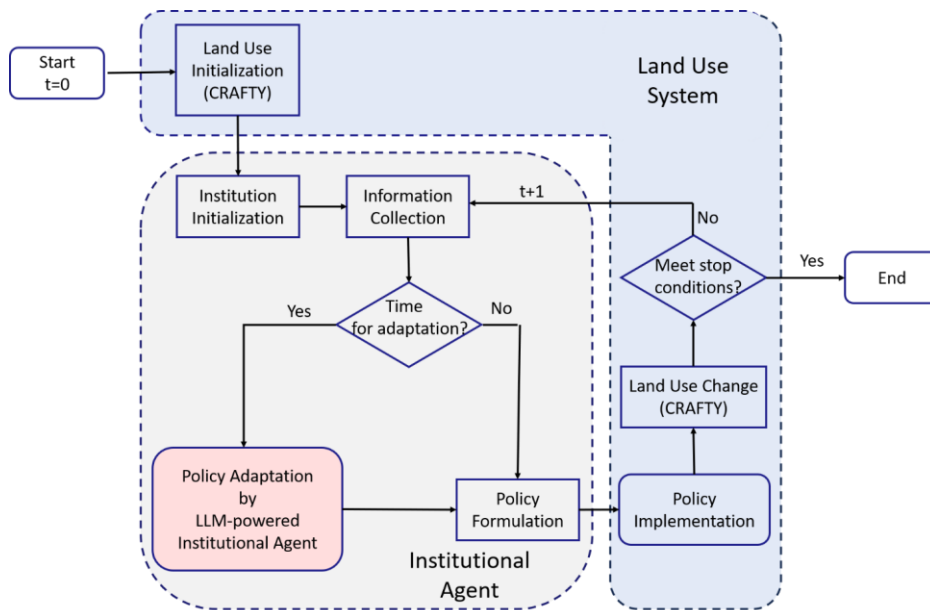 Start
t=0
Land Use
Initialization
(CRAFTY)
Land Use
System
Institution
Initialization
Information
Collection
t+1
No
Meet stop
conditions?
Yes
End
Time
for adaptation?
Yes
No
Land Use Change
(CRAFTY)
Policy Adaptation
by
LLM-powered
Institutional Agent
Policy
Formulation
Policy
Implementation
Institutional
Agent